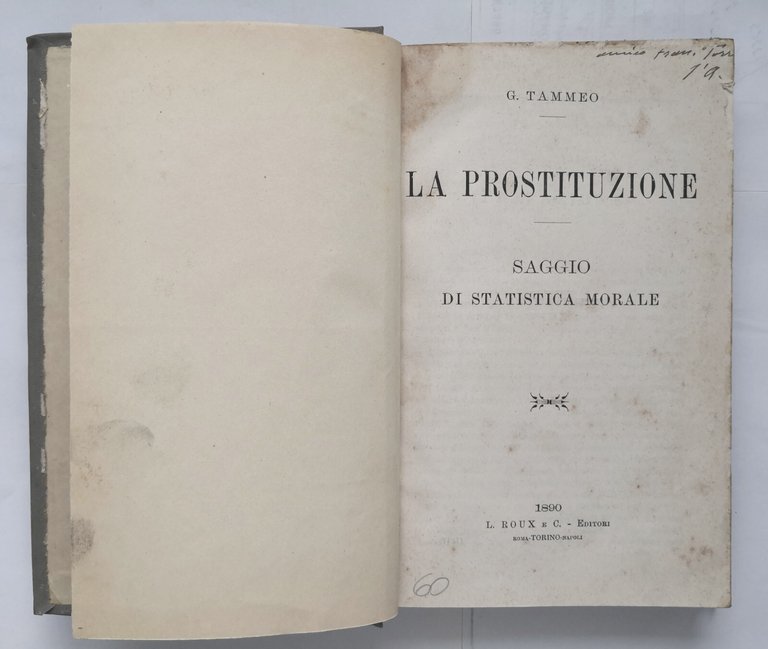 G. TAMMEO
LA PROSTITUZIONE
SAGGIO
DI STATISTICA MORALE
1890
L. ROUX E C. - EDITORI
ROMA-TORINO-NAPOLI
60